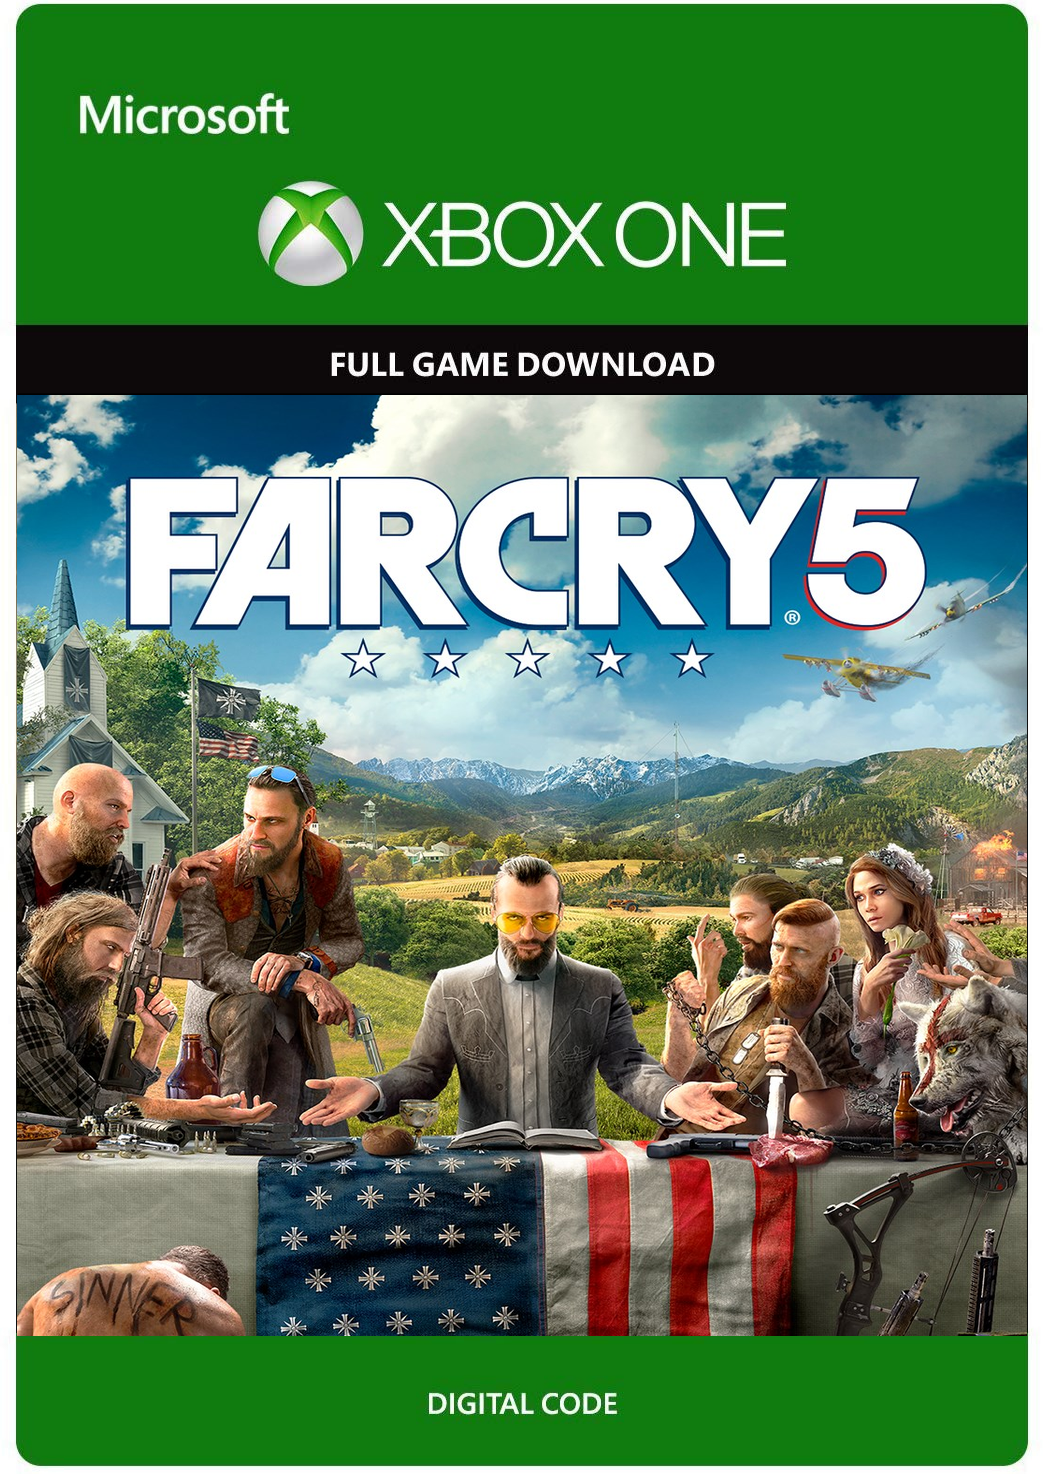 Microsoft
XBOX ONE
FULL GAME DOWNLOAD
FARCRY5
®
SINNER
DIGITAL CODE